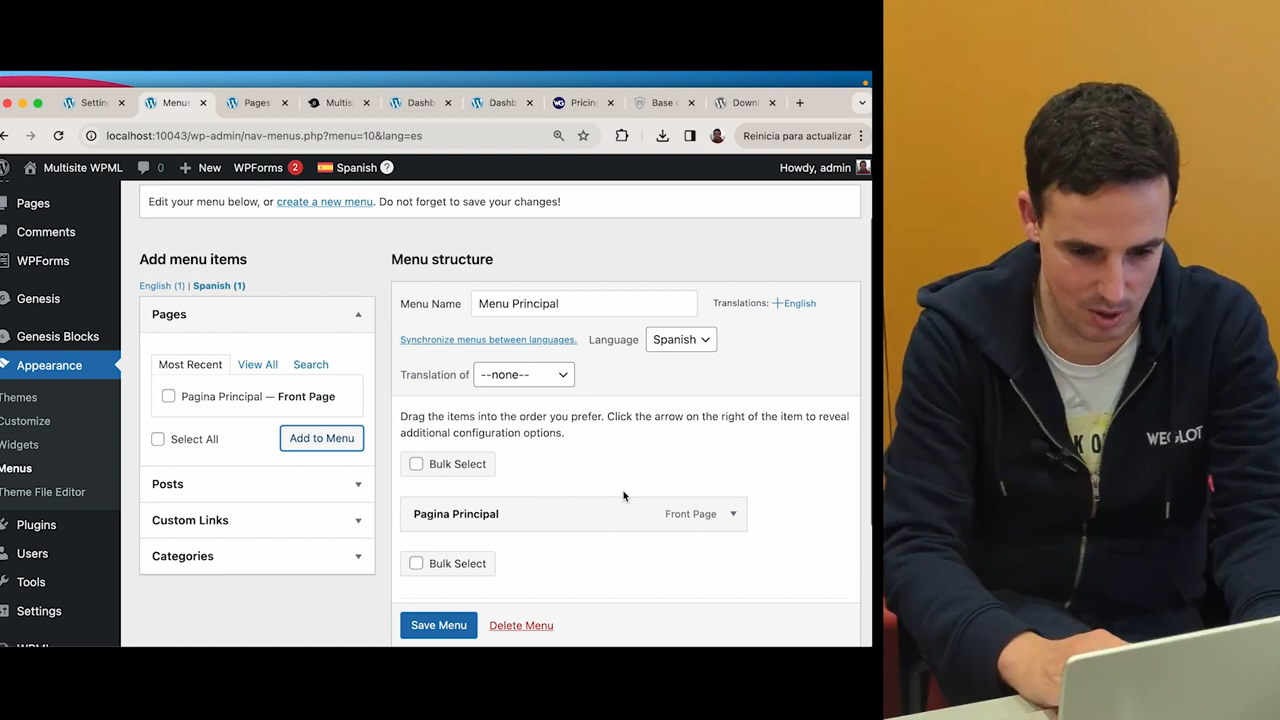 Settin
Menus
Pages
Multis
Dashb
Dashb
Pricing
Base
Down
localhost:10043/wp-admin/nav-menus.php?menu=10&lang=es
Reinicia para actualizar
Multisite WPML
0
New
WPForms 2
Spanish
Howdy, admin
Pages
Comments
WPForms
Genesis
Genesis Blocks
Appearance
Themes
Customize
Widgets
Menus
Theme File Editor
Plugins
Users
Tools
Settings
Edit your menu below, or create a new menu. Do not forget to save your changes!
Add menu items
English (1) | Spanish (1)
Pages
Most Recent
View All
Search
Pagina Principal — Front Page
Select All
Add to Menu
Posts
Custom Links
Categories
Menu structure
Menu Name
Menu Principal
Translations: +English
Synchronize menus between languages.
Language
Spanish
Translation of
--none--
Drag the items into the order you prefer. Click the arrow on the right of the item to reveal
additional configuration options.
Bulk Select
Pagina Principal
Front Page
Bulk Select
Save Menu
Delete Menu
WEGLOT